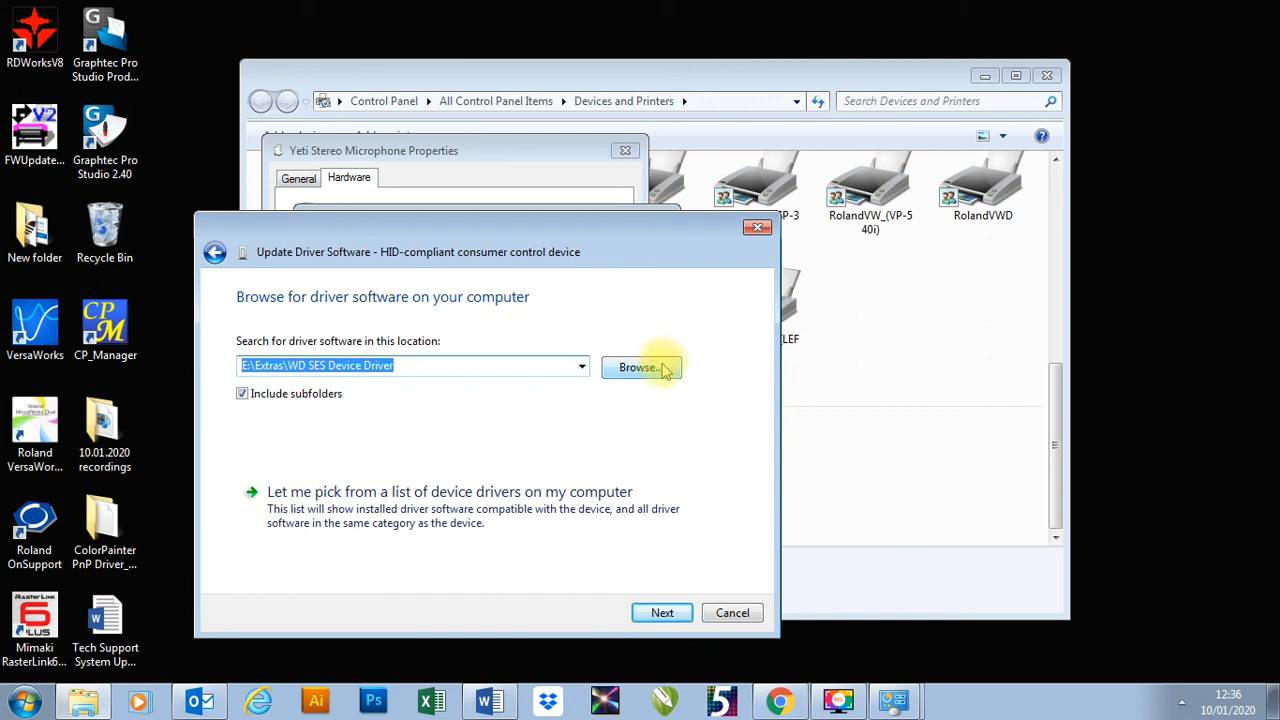 RDWorksV8
Graphtec Pro
Studio Prod...
FWUpdate...
Graphtec Pro
Studio 2.40
New folder
Recycle Bin
VersaWorks
CP_Manager
Roland
VersaWor...
10.01.2020
recordings
Roland
OnSupport
ColorPainter
PnP Driver_...
Mimaki
RasterLink6...
Tech Support
System Up...
Control Panel
All Control Panel Items
Devices and Printers
Search Devices and Printers
Yeti Stereo Microphone Properties
General
Hardware
SP-3
RolandVW_(VP-5
40i)
RolandVWD
(LEF
Update Driver Software - HID-compliant consumer control device
Browse for driver software on your computer
Search for driver software in this location:
E:\Extras\WD SES Device Driver
Browse...
Include subfolders
Let me pick from a list of device drivers on my computer
This list will show installed driver software compatible with the device, and all driver
software in the same category as the device.
Next
Cancel
12:36
10/01/2020